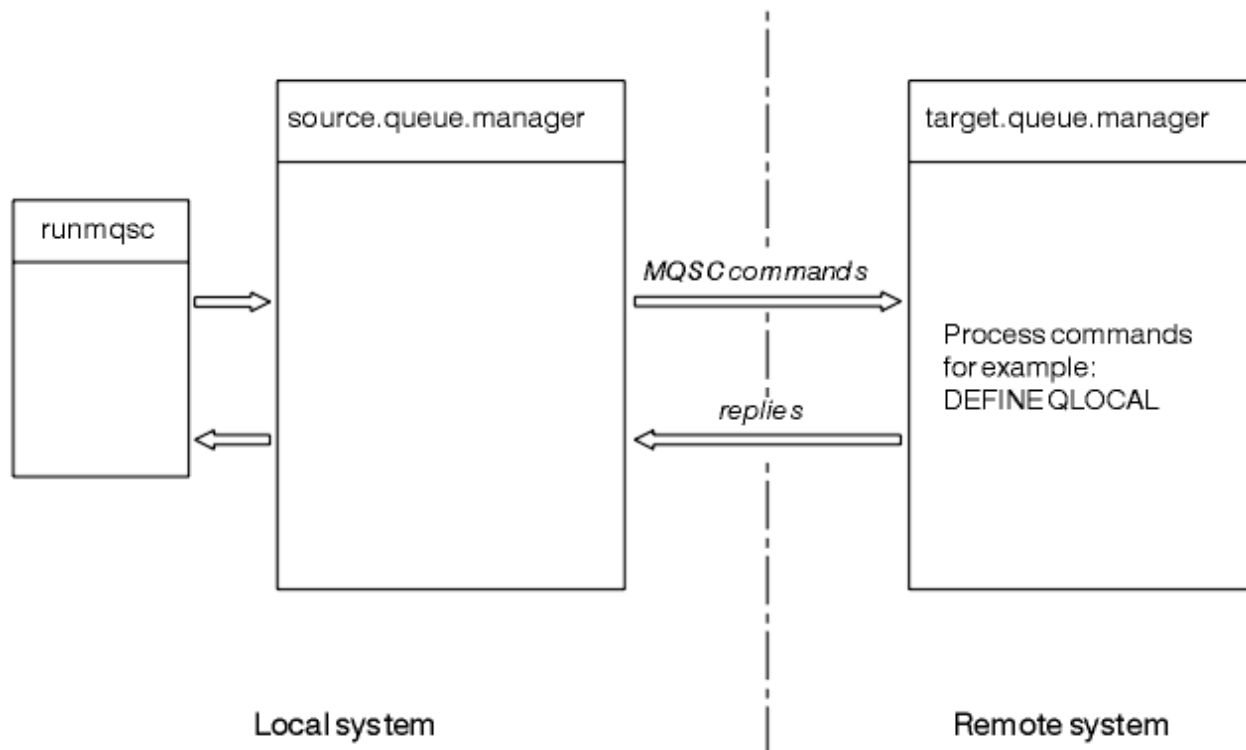 source.queue.manager
target.queue.manager
runmqsc
MQSC commands
Process commands
for example:
DEFINE QLOCAL
replies
Local system
Remote system